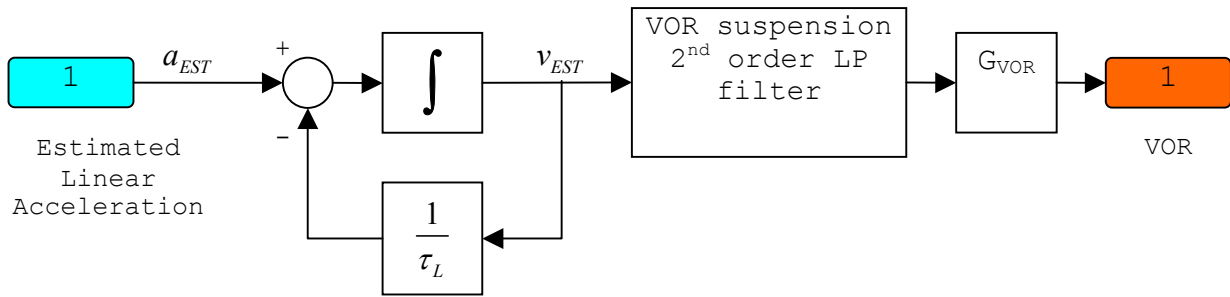 1
Estimated
Linear
Acceleration
a_EST
+
−
∫
v_EST
1
τ_L
VOR suspension
2nd order LP
filter
G_VOR
1
VOR